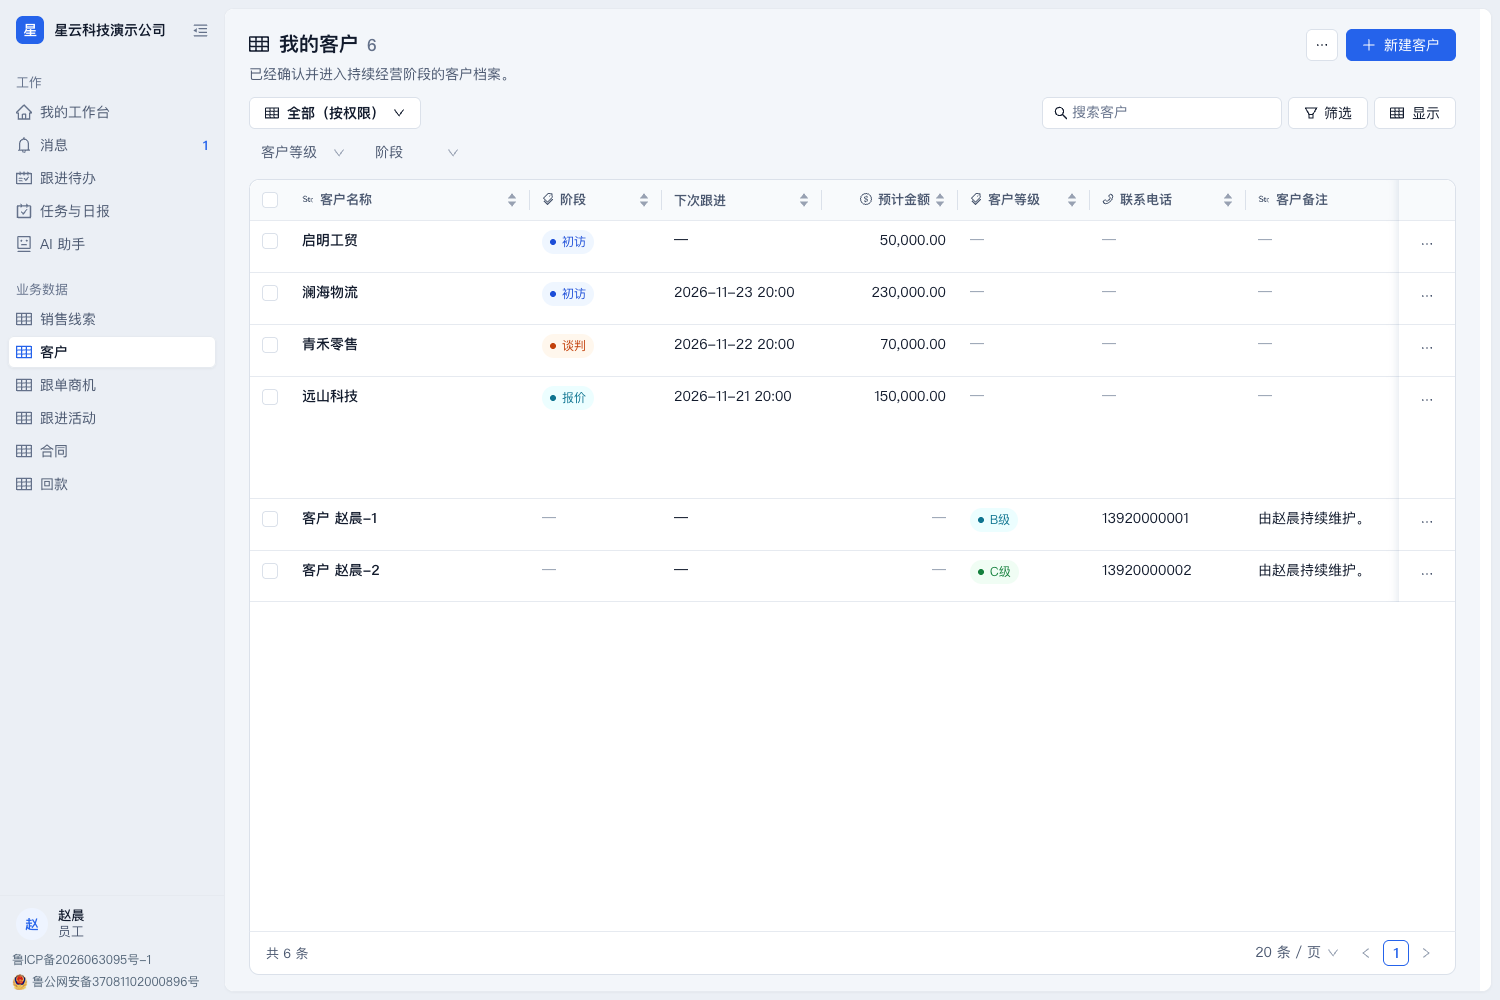 星 星云科技演示公司
工作
我的工作台
消息 1
跟进待办
任务与日报
AI 助手
业务数据
销售线索
客户
跟单商机
跟进活动
合同
回款
赵 赵晨
员工
鲁ICP备2026063095号-1
鲁公网安备37081102000896号
我的客户 6
已经确认并进入持续经营阶段的客户档案。
... + 新建客户
全部（按权限）
搜索客户 筛选 显示
客户等级 阶段
Str 客户名称 阶段 下次跟进 预计金额 客户等级 联系电话 Str 客户备注
启明工贸 初访 — 50,000.00 — — — ...
澜海物流 初访 2026-11-23 20:00 230,000.00 — — — ...
青禾零售 谈判 2026-11-22 20:00 70,000.00 — — — ...
远山科技 报价 2026-11-21 20:00 150,000.00 — — — ...
客户 赵晨-1 — — — B级 13920000001 由赵晨持续维护。 ...
客户 赵晨-2 — — — C级 13920000002 由赵晨持续维护。 ...
共 6 条 20 条 / 页 < 1 >